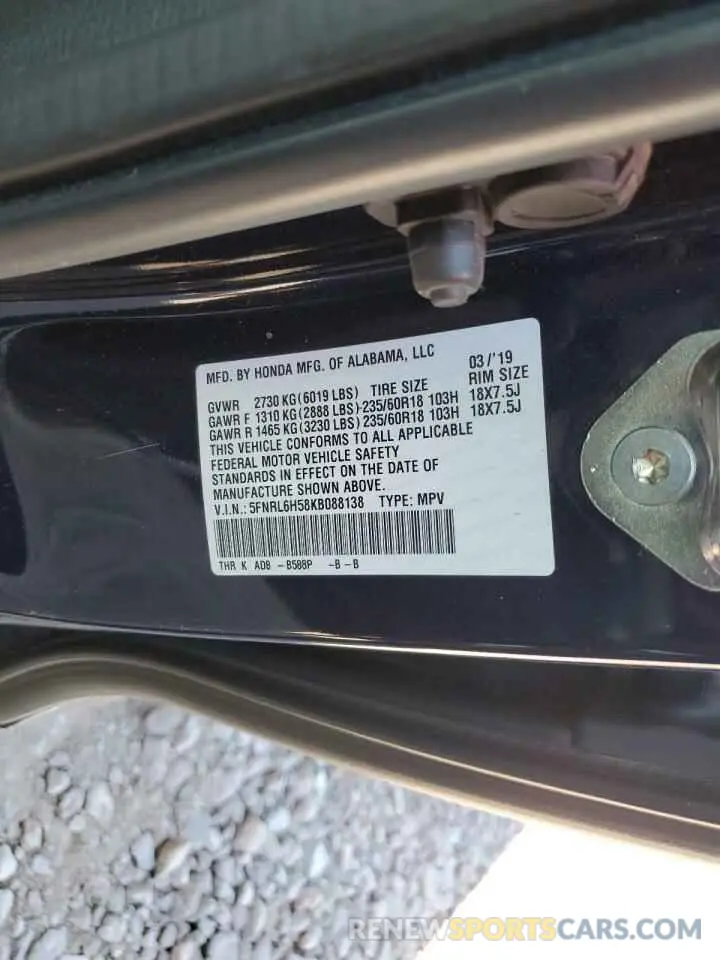 MFD. BY HONDA MFG. OF ALABAMA, LLC 03/'19
GVWR 2730 KG(6019 LBS) TIRE SIZE RIM SIZE
GAWR F 1310 KG(2888 LBS)-235/60R18 103H 18X7.5J
GAWR R 1465 KG(3230 LBS)-235/60R18 103H 18X7.5J
THIS VEHICLE CONFORMS TO ALL APPLICABLE
FEDERAL MOTOR VEHICLE SAFETY
STANDARDS IN EFFECT ON THE DATE OF
MANUFACTURE SHOWN ABOVE.
V.I.N.: 5FNRL6H58KB088138 TYPE: MPV
THR K AD8 -B588P -B-B
RENEWSPORTSCARS.COM